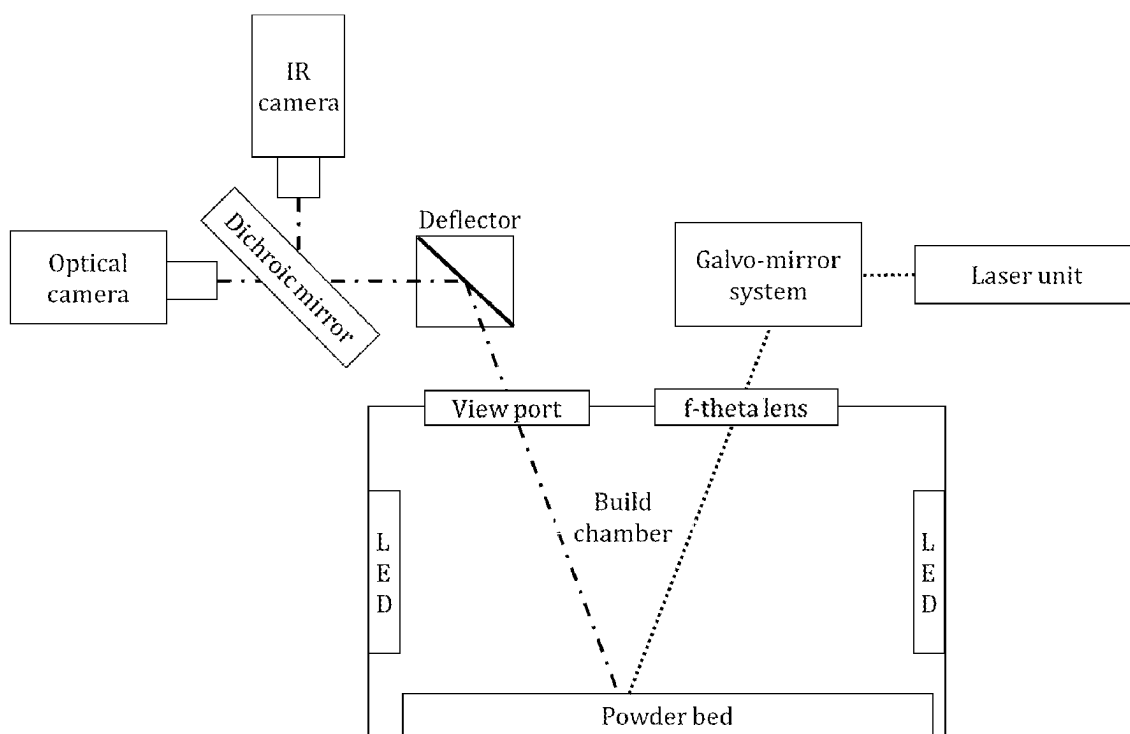 IR
camera
Deflector
Dichroic mirror
Optical
camera
Galvo-mirror
system
Laser unit
View port
f-theta lens
Build
chamber
L
E
D
L
E
D
Powder bed